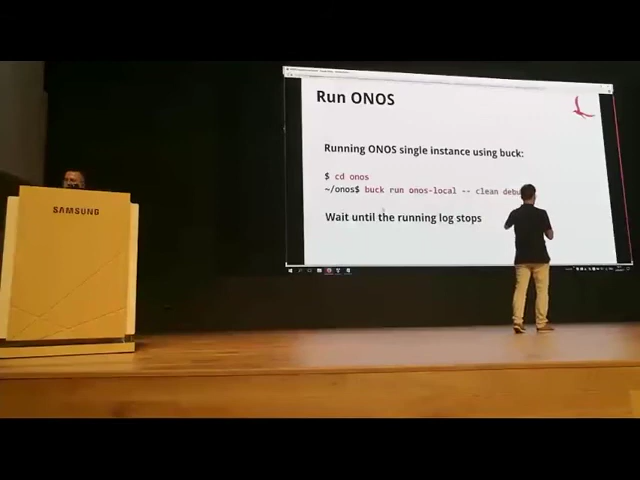 Run ONOS
Running ONOS single instance using buck:
$ cd onos
~/onos$ buck run onos-local -- clean debu
Wait until the running log stops
SAMSUNG